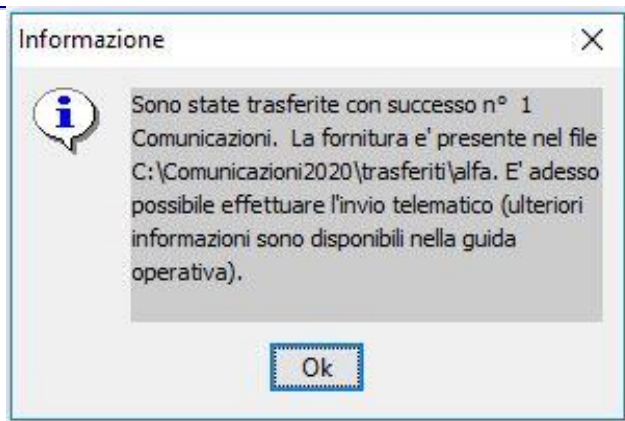 Informazione
Sono state trasferite con successo n° 1
Comunicazioni. La fornitura e' presente nel file
C:\Comunicazioni2020\trasferiti\alfa. E' adesso
possibile effettuare l'invio telematico (ulteriori
informazioni sono disponibili nella guida
operativa).
Ok